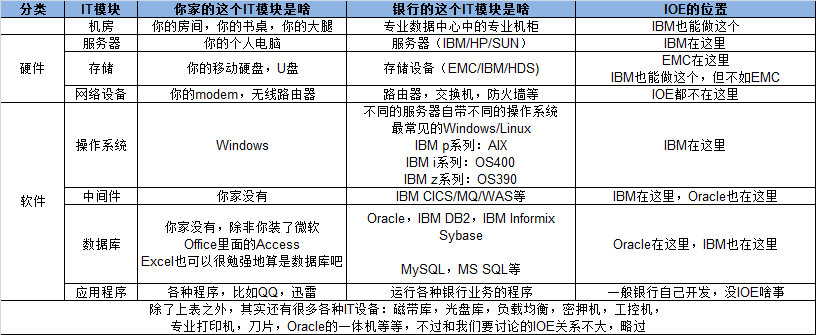 分类 IT模块 你家的这个IT模块是啥 银行的这个IT模块是啥 IOE的位置
机房 你的房间，你的书桌，你的大腿 专业数据中心中的专业机柜 IBM也能做这个
硬件 服务器 你的个人电脑 服务器（IBM/HP/SUN） IBM在这里
存储 你的移动硬盘，U盘 存储设备（EMC/IBM/HDS) EMC在这里
IBM也能做这个，但不如EMC
网络设备 你的modem，无线路由器 路由器，交换机，防火墙等 IOE都不在这里
软件 操作系统 Windows 不同的服务器自带不同的操作系统
最常见的Windows/Linux
IBM p系列：AIX
IBM i系列：OS400
IBM z系列：OS390
IBM在这里
中间件 你家没有 IBM CICS/MQ/WAS等 IBM在这里，Oracle也在这里
数据库 你家没有，除非你装了微软
Office里面的Access
Excel也可以很勉强地算是数据库吧
Oracle，IBM DB2，IBM Informix
Sybase
MySQL，MS SQL等
Oracle在这里，IBM也在这里
应用程序 各种程序，比如QQ，迅雷 运行各种银行业务的程序 一般银行自己开发，没IOE啥事
除了上表之外，其实还有很多各种IT设备：磁带库，光盘库，负载均衡，密押机，工控机，
专业打印机，刀片，Oracle的一体机等等，不过和我们要讨论的IOE关系不大，略过